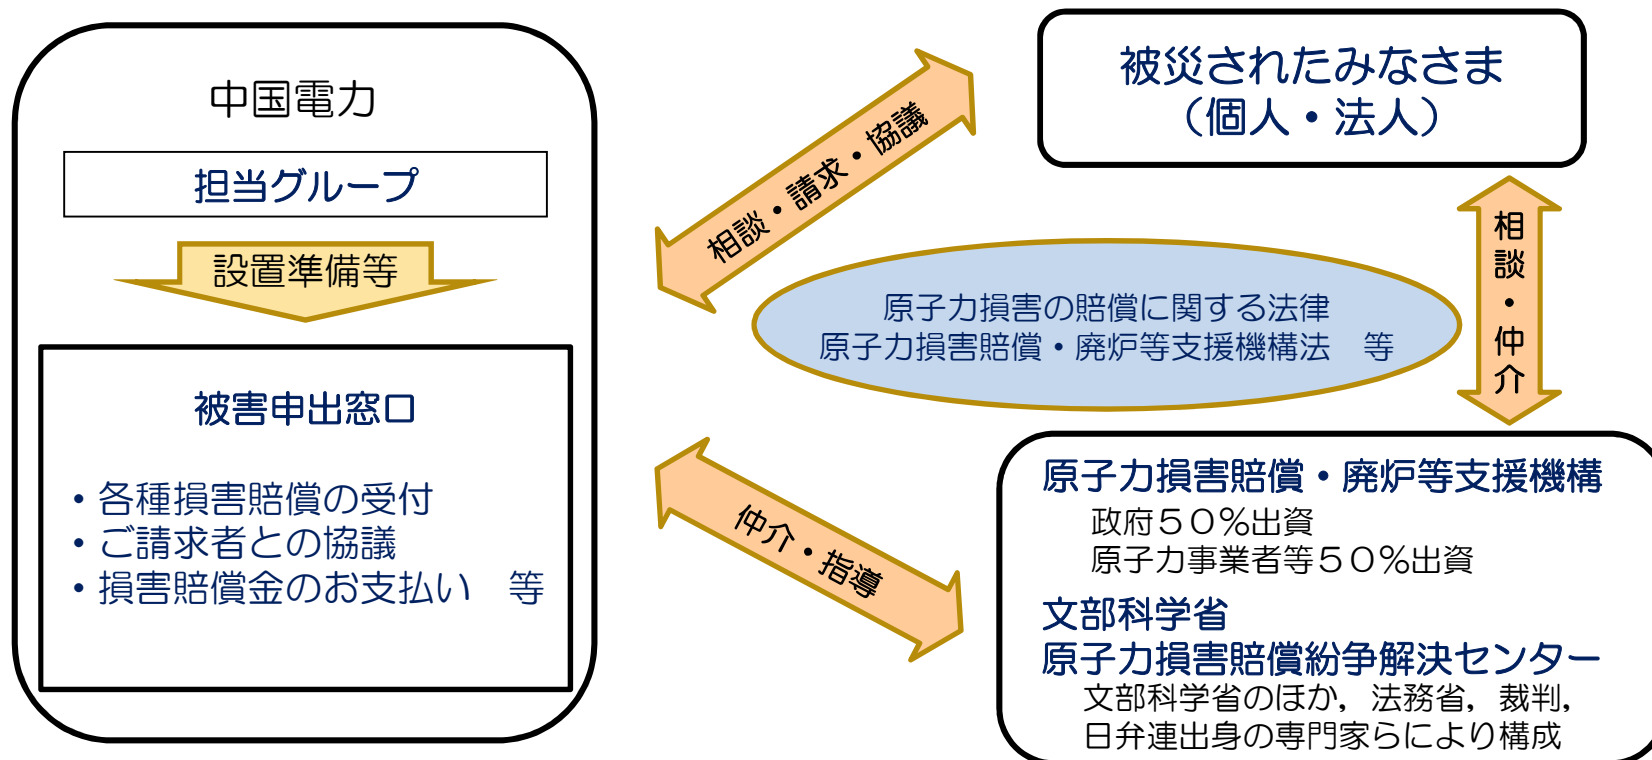 中国電力
担当グループ
設置準備等
被害申出窓口
・各種損害賠償の受付
・ご請求者との協議
・損害賠償金のお支払い　等
相談・請求・協議
被災されたみなさま
（個人・法人）
原子力損害の賠償に関する法律
原子力損害賠償・廃炉等支援機構法　等
相談・仲介
仲介・指導
原子力損害賠償・廃炉等支援機構
政府５０％出資
原子力事業者等５０％出資
文部科学省
原子力損害賠償紛争解決センター
文部科学省のほか，法務省，裁判，
日弁連出身の専門家らにより構成